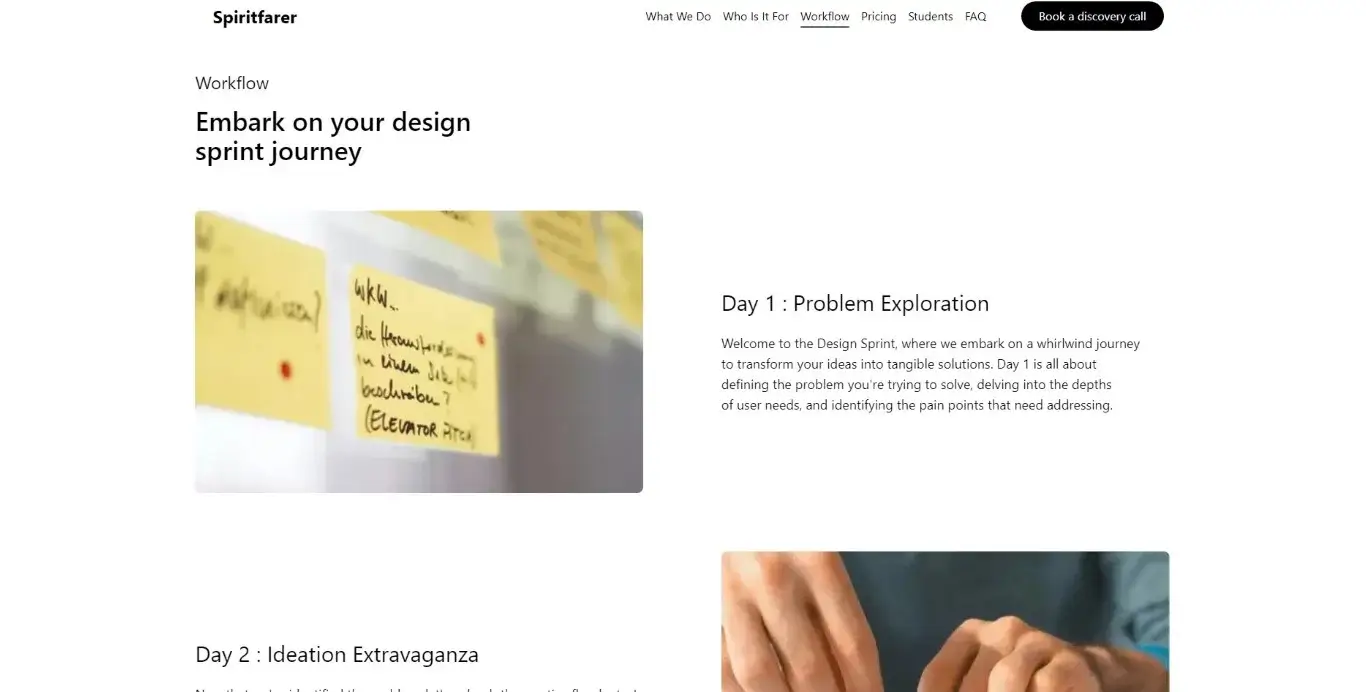 Spiritfarer
What We Do Who Is It For Workflow Pricing Students FAQ Book a discovery call
Workflow
Embark on your design
sprint journey
WKW...
die
in einem
beschreiben?
(ELEVATOR PITCH)
Day 1 : Problem Exploration
Welcome to the Design Sprint, where we embark on a whirlwind journey
to transform your ideas into tangible solutions. Day 1 is all about
defining the problem you're trying to solve, delving into the depths
of user needs, and identifying the pain points that need addressing.
Day 2 : Ideation Extravaganza